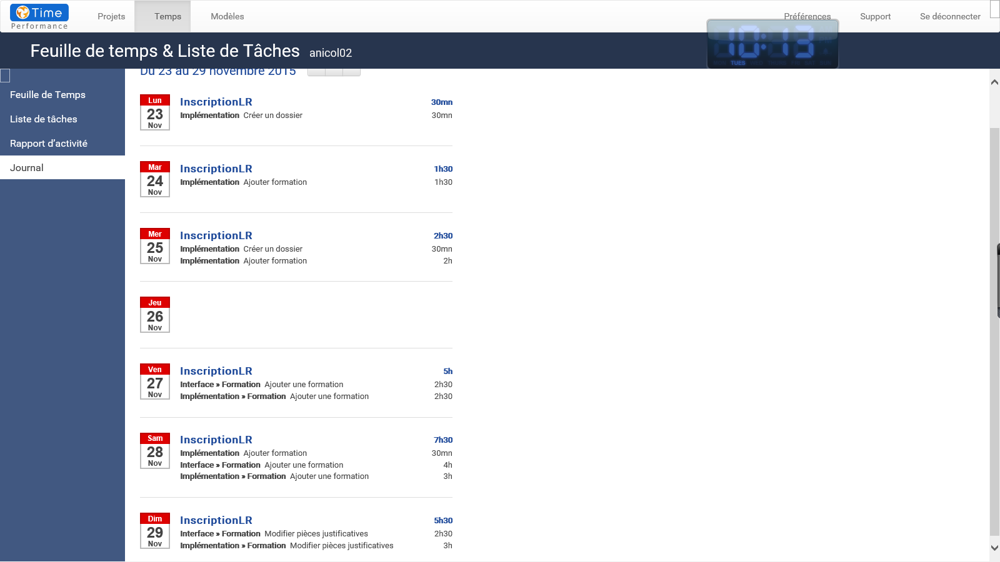 Time
Performance
Projets
Temps
Modèles
Préférences
Support
Se déconnecter
Feuille de temps & Liste de Tâches anicol02
10:13
TUES
Feuille de Temps
Liste de tâches
Rapport d'activité
Journal
Du 23 au 29 novembre 2015
Lun
23
Nov
InscriptionLR 30mn
Implémentation Créer un dossier 30mn
Mar
24
Nov
InscriptionLR 1h30
Implémentation Ajouter formation 1h30
Mer
25
Nov
InscriptionLR 2h30
Implémentation Créer un dossier 30mn
Implémentation Ajouter formation 2h
Jeu
26
Nov
Ven
27
Nov
InscriptionLR 5h
Interface » Formation Ajouter une formation 2h30
Implémentation » Formation Ajouter une formation 2h30
Sam
28
Nov
InscriptionLR 7h30
Implémentation Ajouter formation 30mn
Interface » Formation Ajouter une formation 4h
Implémentation » Formation Ajouter une formation 3h
Dim
29
Nov
InscriptionLR 5h30
Interface » Formation Modifier pièces justificatives 2h30
Implémentation » Formation Modifier pièces justificatives 3h